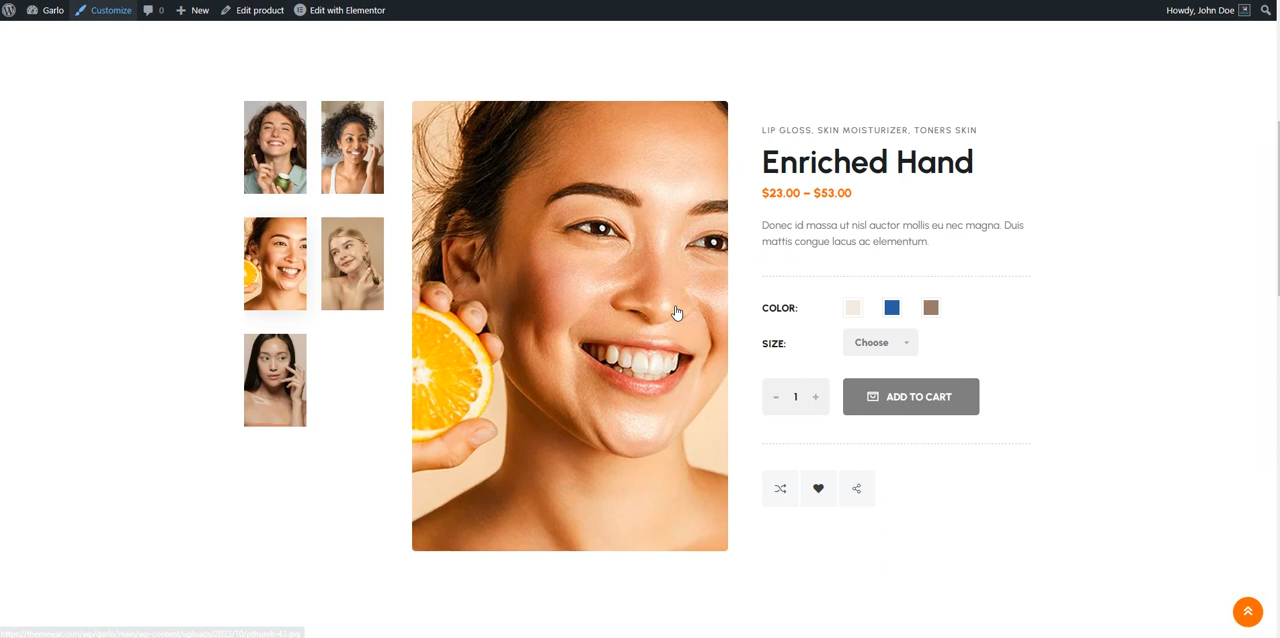 Garlo Customize 0 New Edit product Edit with Elementor Howdy, John Doe
LIP GLOSS, SKIN MOISTURIZER, TONERS SKIN
Enriched Hand
$23.00 – $53.00
Donec id massa ut nisl auctor mollis eu nec magna. Duis
mattis congue lacus ac elementum.
COLOR:
SIZE: Choose
- 1 + ADD TO CART